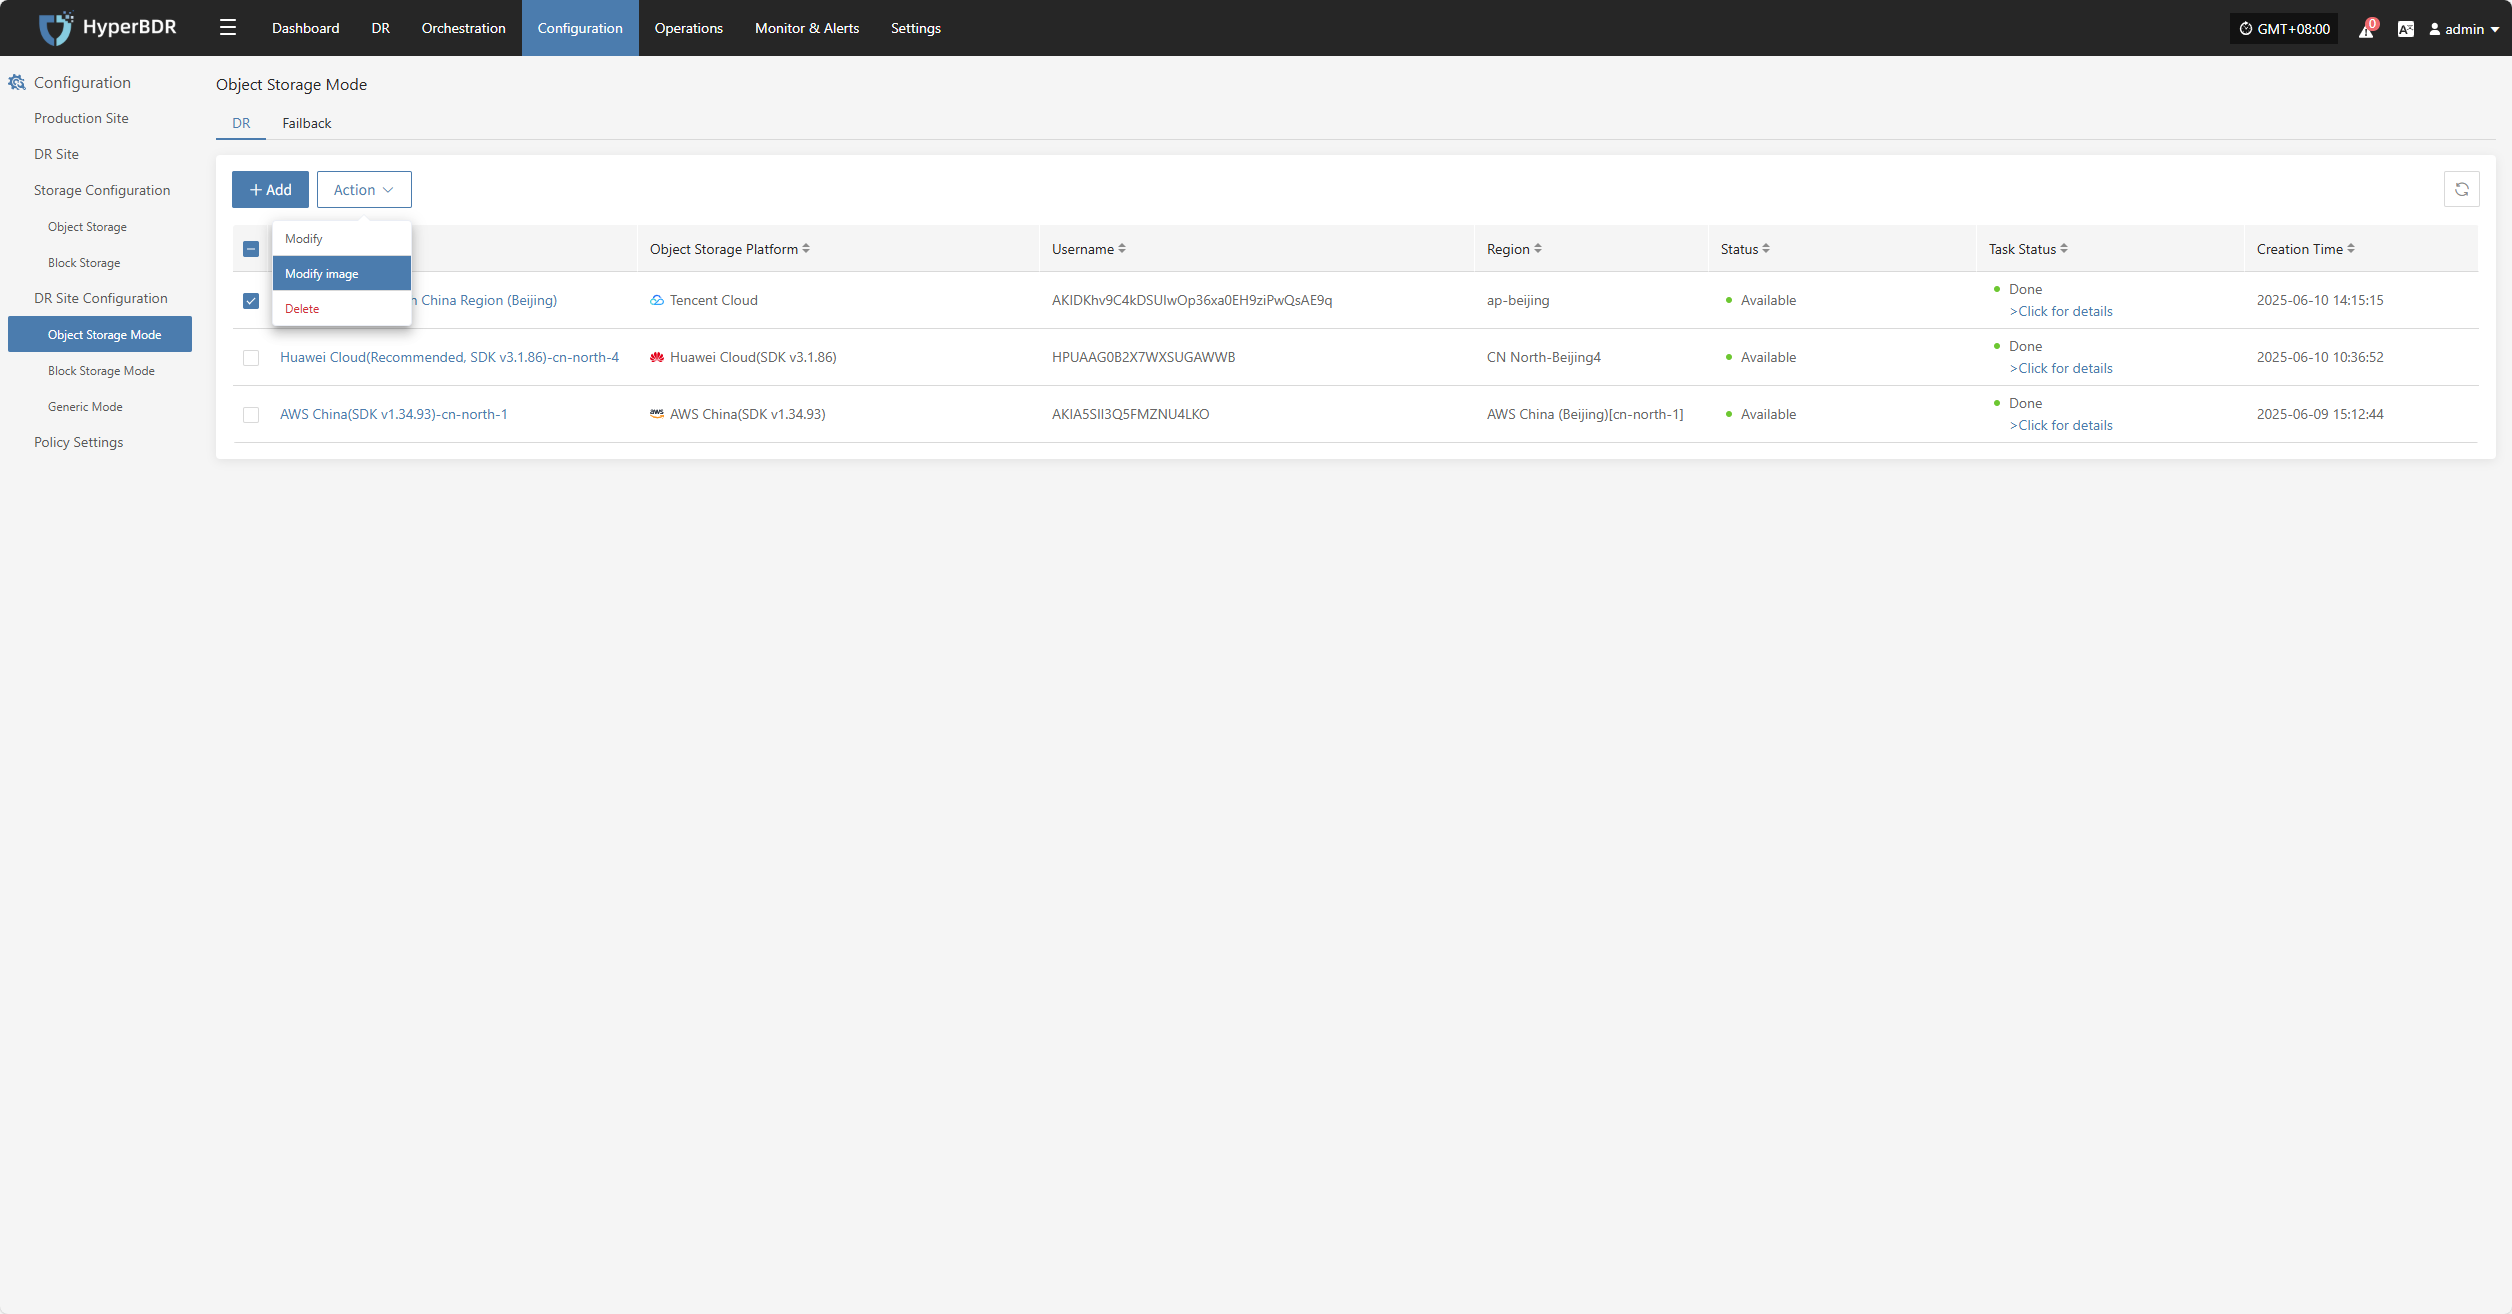 HyperBDR
Dashboard DR Orchestration Configuration Operations Monitor & Alerts Settings
GMT+08:00
0
admin
Configuration
Production Site
DR Site
Storage Configuration
Object Storage
Block Storage
DR Site Configuration
Object Storage Mode
Block Storage Mode
Generic Mode
Policy Settings
Object Storage Mode
DR Failback
+ Add Action
Modify
Modify image
Delete
Object Storage Platform Username Region Status Task Status Creation Time
China Region (Beijing) Tencent Cloud AKIDKhv9C4kDSUIwOp36xa0EH9ziPwQsAE9q ap-beijing Available Done 2025-06-10 14:15:15
>Click for details
Huawei Cloud(Recommended, SDK v3.1.86)-cn-north-4 Huawei Cloud(SDK v3.1.86) HPUAAG0B2X7WXSUGAWWB CN North-Beijing4 Available Done 2025-06-10 10:36:52
>Click for details
AWS China(SDK v1.34.93)-cn-north-1 AWS China(SDK v1.34.93) AKIA5SII3Q5FMZNU4LKO AWS China (Beijing)[cn-north-1] Available Done 2025-06-09 15:12:44
>Click for details